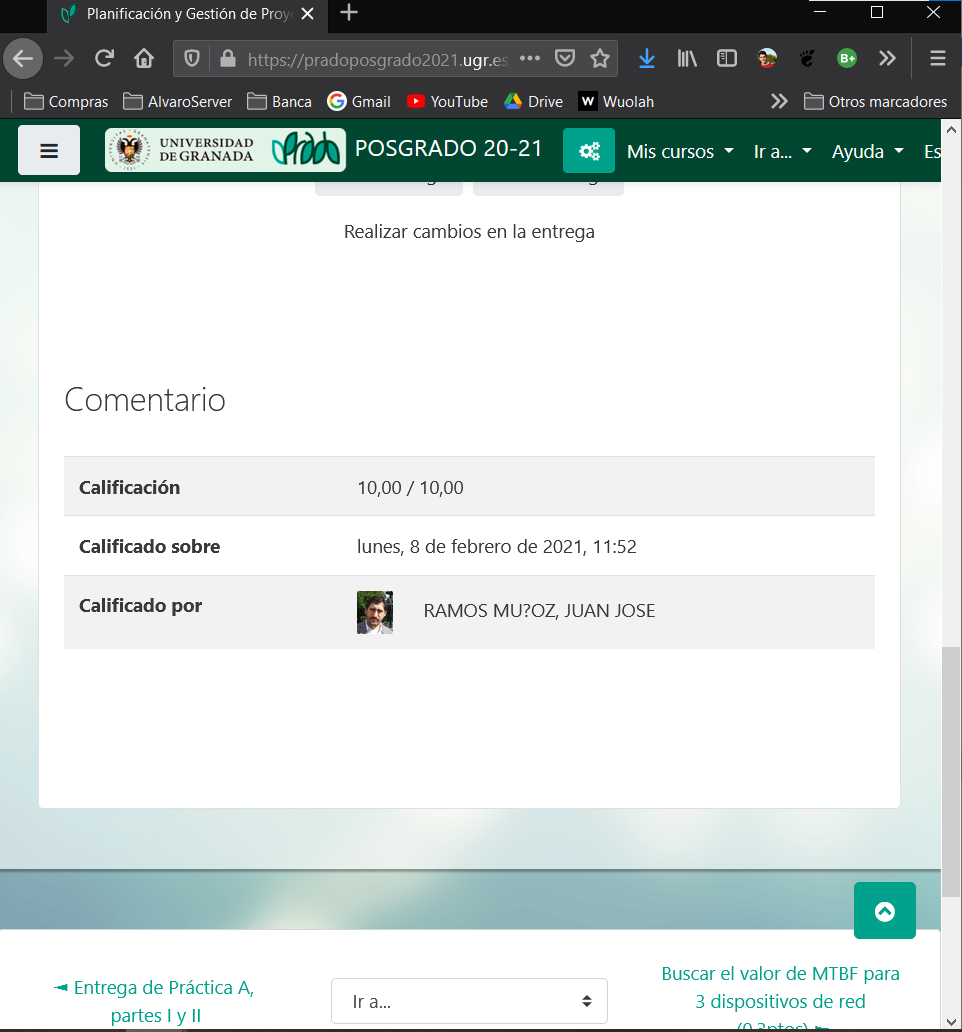 Planificación y Gestión de Proye
https://pradoposgrado2021.ugr.es
B+
Compras
AlvaroServer
Banca
Gmail
YouTube
Drive
W Wuolah
Otros marcadores
UNIVERSIDAD
DE GRANADA
prado
POSGRADO 20-21
Mis cursos
Ir a...
Ayuda
Es
Realizar cambios en la entrega
Comentario
Calificación 10,00 / 10,00
Calificado sobre lunes, 8 de febrero de 2021, 11:52
Calificado por RAMOS MU?OZ, JUAN JOSE
◄ Entrega de Práctica A,
partes I y II
Ir a...
Buscar el valor de MTBF para
3 dispositivos de red
(0.3ptos) ►